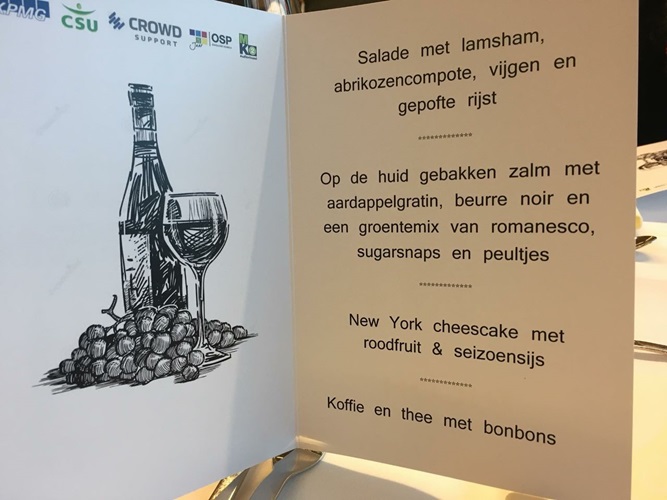 KPMG
CSU
CROWD
SUPPORT
OSP
MKO
Salade met lamsham,
abrikozencompote, vijgen en
gepofte rijst
*************
Op de huid gebakken zalm met
aardappelgratin, beurre noir en
een groentemix van romanesco,
sugarsnaps en peultjes
*************
New York cheescake met
roodfruit & seizoensijs
*************
Koffie en thee met bonbons